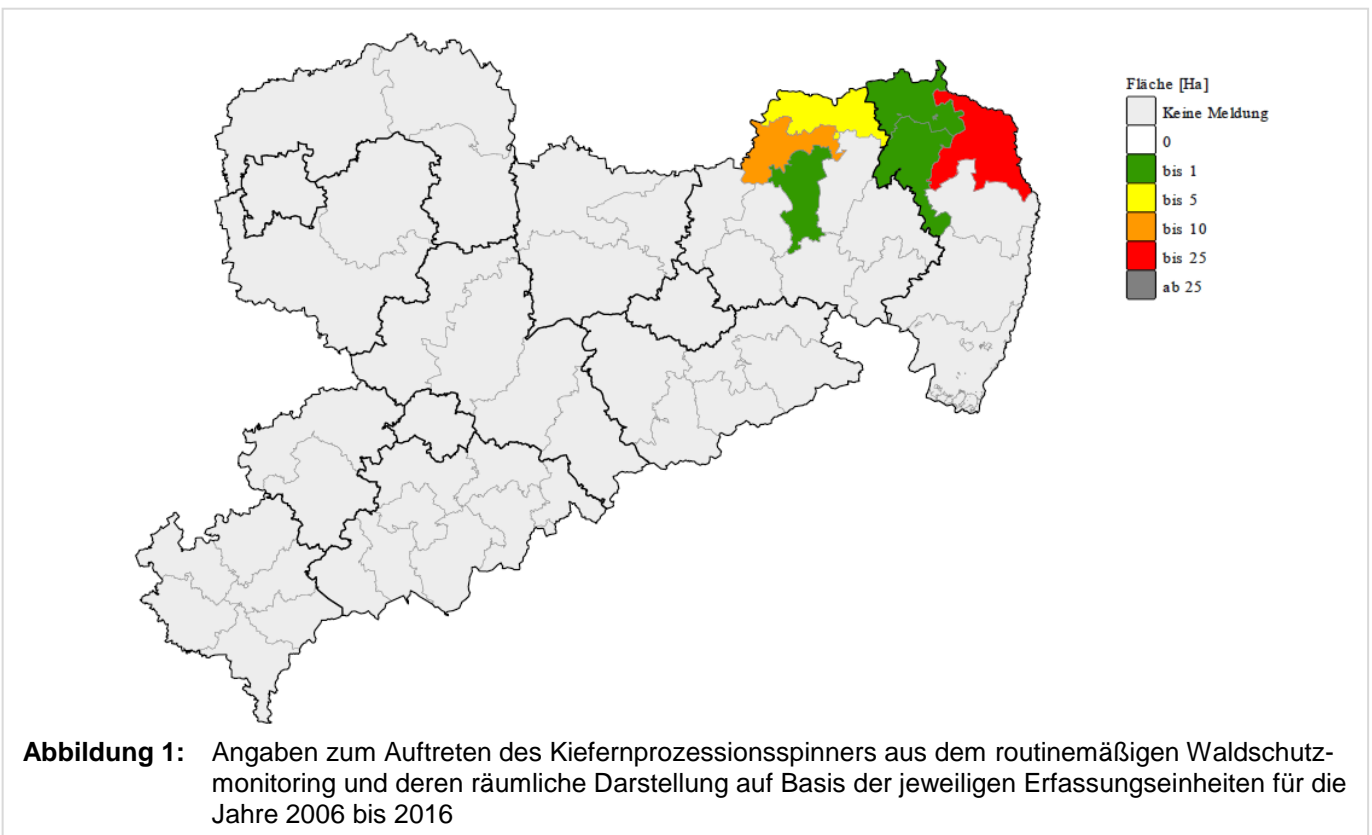 Fläche [Ha]
Keine Meldung
0
bis 1
bis 5
bis 10
bis 25
ab 25
Abbildung 1: Angaben zum Auftreten des Kiefernprozessionsspinners aus dem routinemäßigen Waldschutz-
monitoring und deren räumliche Darstellung auf Basis der jeweiligen Erfassungseinheiten für die
Jahre 2006 bis 2016